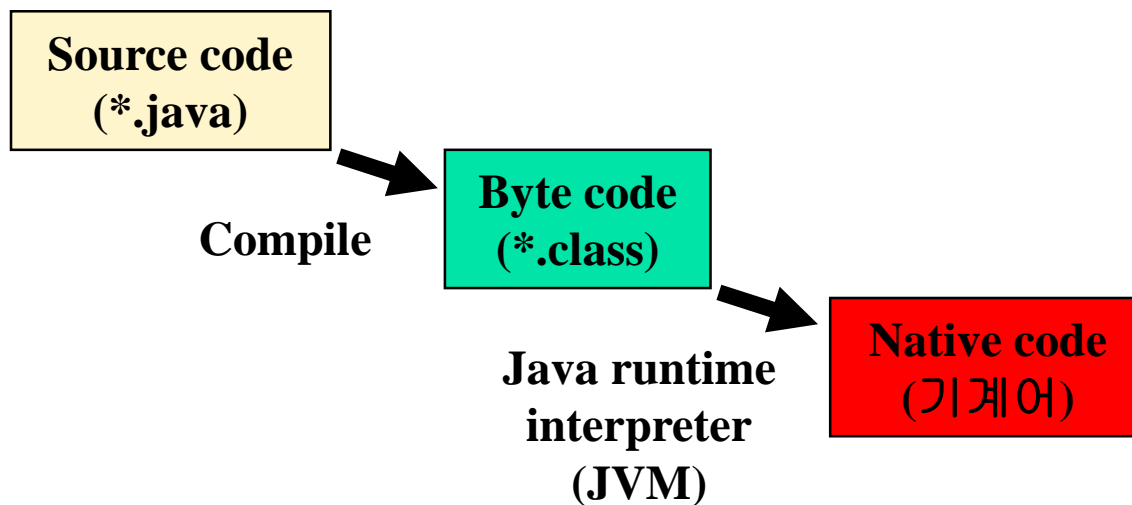 Source code
(*.java)
Compile
Byte code
(*.class)
Java runtime
interpreter
(JVM)
Native code
(기계어)